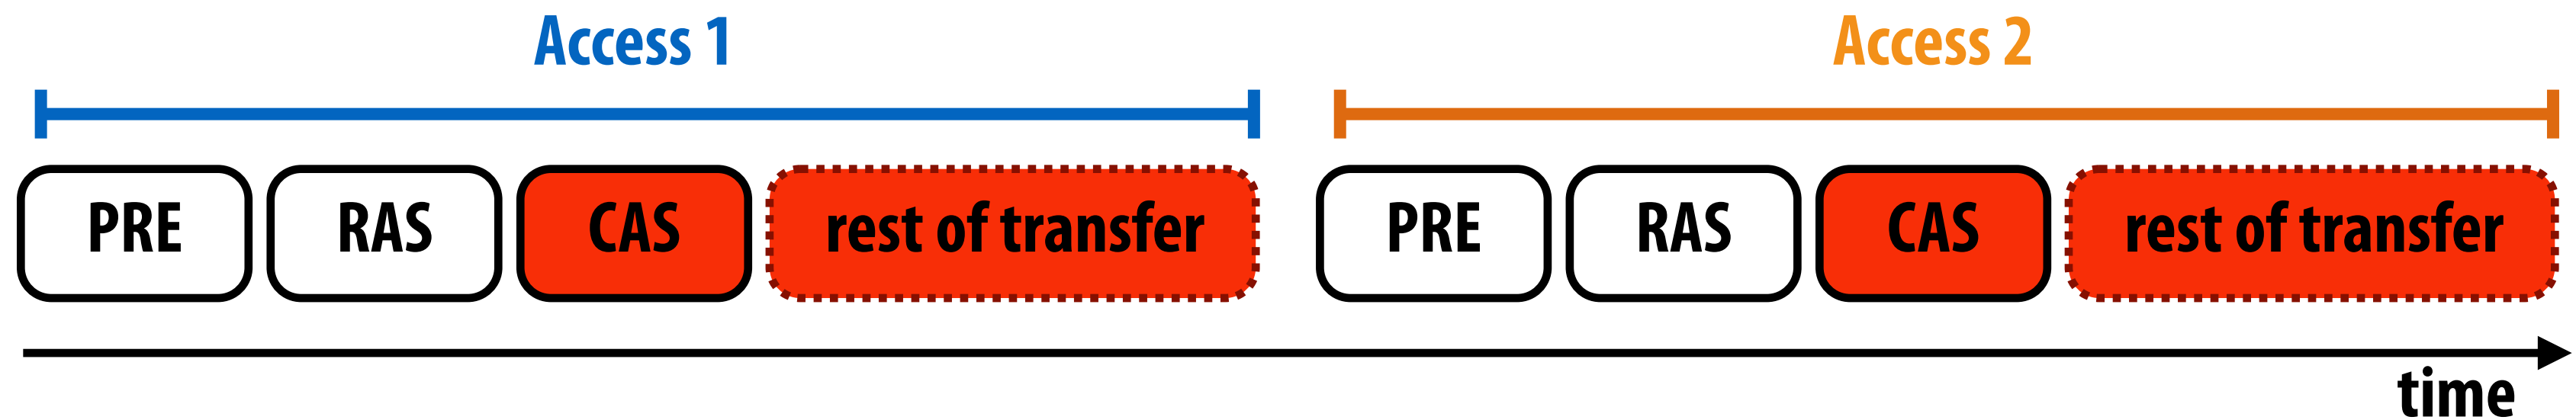 Access 1
Access 2
PRE RAS CAS rest of transfer PRE RAS CAS rest of transfer
time